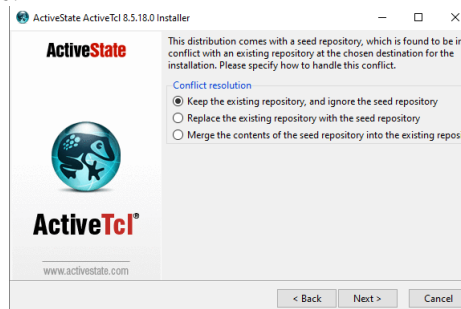 ActiveState ActiveTcl 8.5.18.0 Installer
ActiveState
This distribution comes with a seed repository, which is found to be in
conflict with an existing repository at the chosen destination for the
installation. Please specify how to handle this conflict.
Conflict resolution
Keep the existing repository, and ignore the seed repository
Replace the existing repository with the seed repository
Merge the contents of the seed repository into the existing reposi
ActiveTcl®
www.activestate.com
< Back
Next >
Cancel